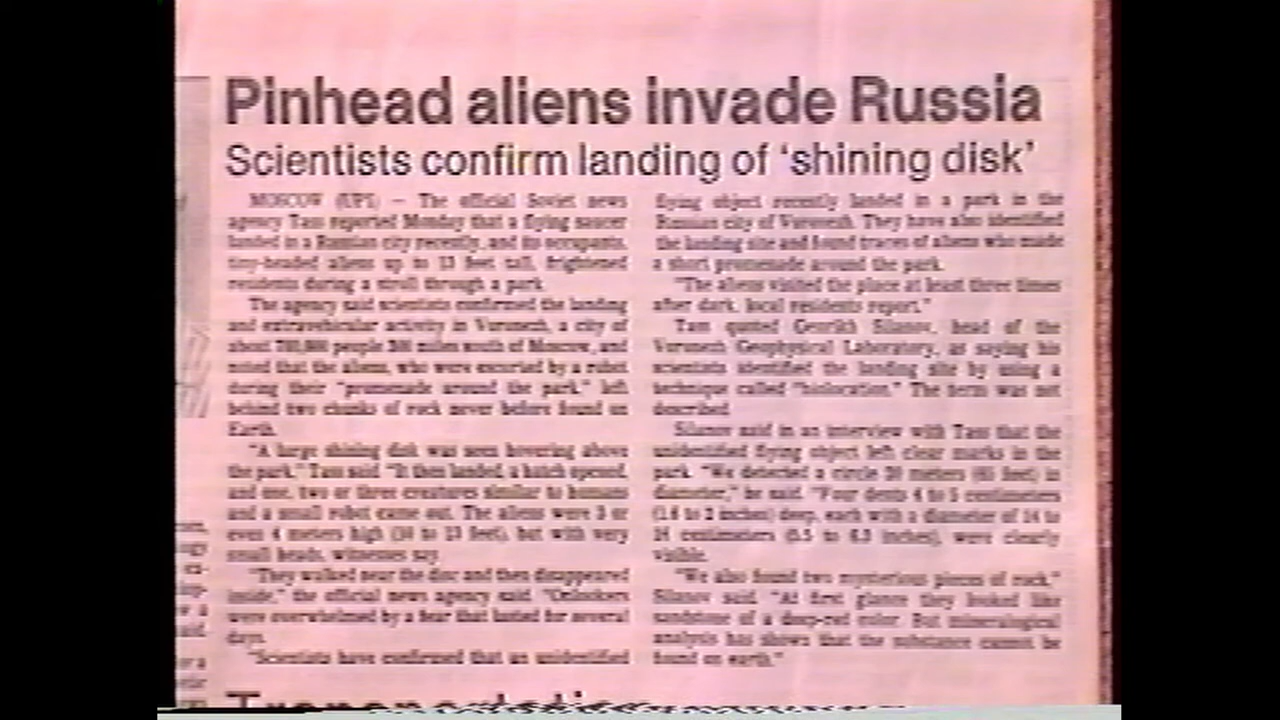 Pinhead aliens invade Russia
Scientists confirm landing of ‘shining disk’
MOSCOW (UPI) — The official Soviet news
agency Tass reported Monday that a flying saucer
landed in a Russian city recently, and its occupants,
tiny-headed aliens up to 13 feet tall, frightened
residents during a stroll through a park.
The agency said scientists confirmed the landing
and extravehicular activity in Voronezh, a city of
about people 300 miles south of Moscow, and
noted that the aliens, who were escorted by a robot
during their "promenade around the park," left
behind two chunks of rock never before found on
Earth.
"A large shining disk was seen hovering above
the park," Tass said. "It then landed, a hatch opened,
and one, two or three creatures similar to humans
and a small robot came out. The aliens were 3 or
even 4 meters high (10 to 13 feet), but with very
small heads, witnesses say.
"They walked near the disc and then disappeared
inside," the official news agency said. "Onlookers
were overwhelmed by a fear that lasted for several
days.
"Scientists have confirmed that an unidentified
flying object recently landed in a park in the
Russian city of Voronezh. They have also identified
the landing site and found traces of aliens who made
a short promenade around the park.
"The aliens visited the place at least three times
after dark, local residents report."
Tass quoted Genrikh Silanov, head of the
Voronezh Geophysical Laboratory, as saying his
scientists identified the landing site by using a
technique called "biolocation." The term was not
described.
Silanov said in an interview with Tass that the
unidentified flying object left clear marks in the
park. "We detected a circle 20 meters (65 feet) in
diameter," he said. "Four dents 4 to 5 centimeters
(1.6 to 2 inches) deep, each with a diameter of 14 to
centimeters (5.5 to 6.3 inches), were clearly
visible.
"We also found two mysterious pieces of rock,"
Silanov said. "At first glance they looked like
sandstone of a deep-red color. But mineralogical
analysis has shows that the substance cannot be
found on earth."